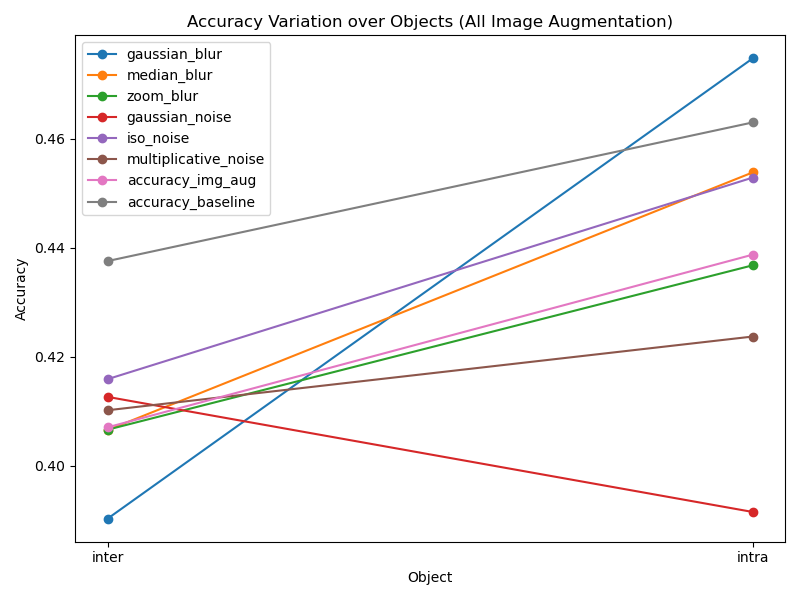 Accuracy Variation over Objects (All Image Augmentation)
gaussian_blur
median_blur
zoom_blur
gaussian_noise
iso_noise
multiplicative_noise
accuracy_img_aug
accuracy_baseline
0.46
0.44
0.42
0.40
Accuracy
inter
intra
Object